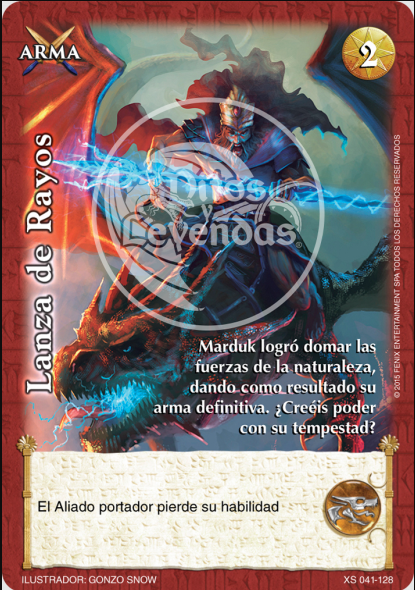 ARMA
2
Lanza de Rayos
Mitos y
Leyendas
®
Marduk logró domar las
fuerzas de la naturaleza,
dando como resultado su
arma definitiva. ¿Creéis poder
con su tempestad?
© 2015 FENIX ENTERTAINMENT SPA TODOS LOS DERECHOS RESERVADOS
El Aliado portador pierde su habilidad
ILUSTRADOR: GONZO SNOW
XS 041-128